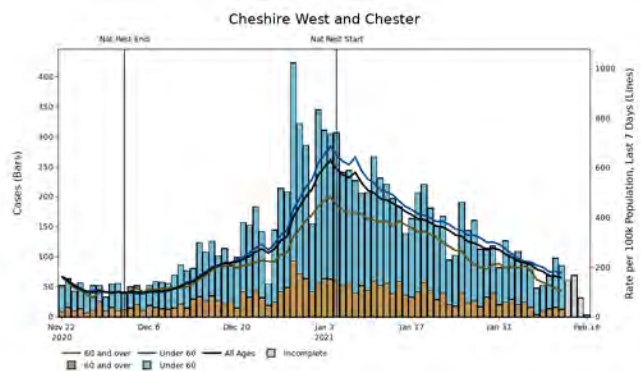 Cheshire West and Chester
Nat Rest Ends
Nat Rest Start
Cases (Bars)
400
350
300
250
200
150
100
50
0
Rate per 100k Population, Last 7 Days (Lines)
1000
800
600
400
200
0
Nov 22
2020
Dec 6
Dec 20
Jan 3
2021
Jan 17
Jan 31
60 and over
Under 60
All Ages
Incomplete
60 and over
Under 60